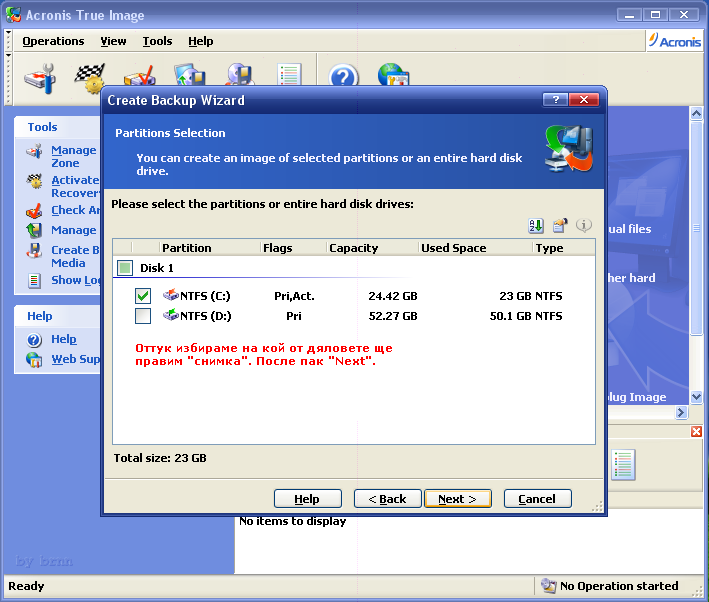 Acronis True Image
Operations View Tools Help
Acronis
Create Backup Wizard
Partitions Selection
You can create an image of selected partitions or an entire hard disk
drive.
Please select the partitions or entire hard disk drives:
Partition Flags Capacity Used Space Type
Disk 1
NTFS (C:) Pri,Act. 24.42 GB 23 GB NTFS
NTFS (D:) Pri 52.27 GB 50.1 GB NTFS
Оттук избираме на кой от дяловете ще
правим "снимка". После пак "Next".
Total size: 23 GB
Help < Back Next > Cancel
Tools
Manage
Zone
Activate
Recover
Check Ar
Manage
Create B
Media
Show Log
Help
Help
Web Sup
ual files
her hard
lug Image
No items to display
by brnn
Ready
No Operation started